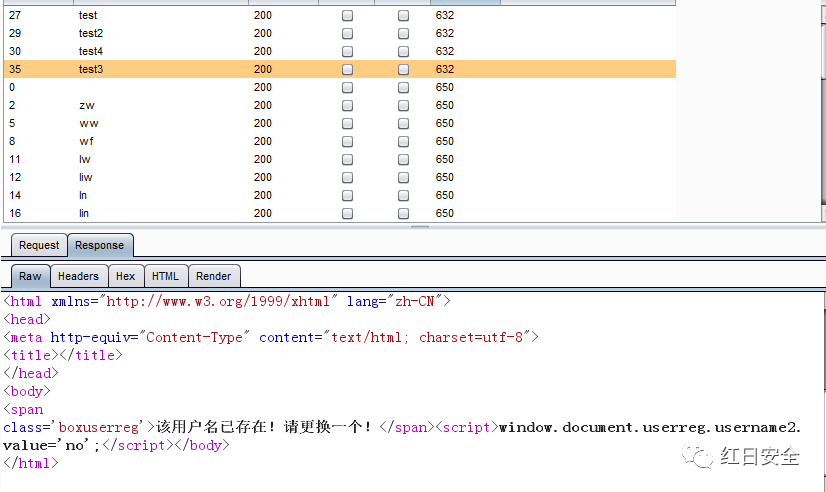 27 test 200 632
29 test2 200 632
30 test4 200 632
35 test3 200 632
0 200 650
2 zw 200 650
5 ww 200 650
8 wf 200 650
11 lw 200 650
12 liw 200 650
14 ln 200 650
16 lin 200 650
Request Response
Raw Headers Hex HTML Render
<html xmlns="http://www.w3.org/1999/xhtml" lang="zh-CN">
<head>
<meta http-equiv="Content-Type" content="text/html; charset=utf-8">
<title></title>
</head>
<body>
<span
class='boxuserreg'>该用户名已存在！请更换一个！</span><script>window.document.userreg.username2.
value='no';</script></body>
</html>
红日安全